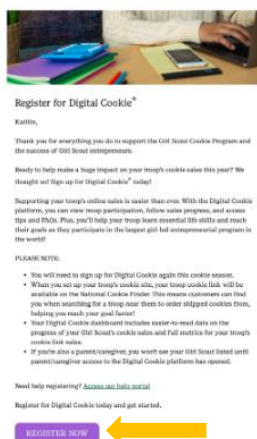 Register for Digital Cookie®
Kaitlin,
Thank you for everything you do to support the Girl Scout Cookie Program and
the success of Girl Scout entrepreneurs.
Ready to help make a huge impact on your troop's cookie sales this year? We
thought so! Sign up for Digital Cookie® today!
Supporting your troop's online sales is easier than ever. With the Digital Cookie
platform, you can view troop participation, follow sales progress, and access
tips and FAQs. Plus, you'll help your troop learn essential life skills and reach
their goals as they participate in the largest girl-led entrepreneurial program in
the world!
PLEASE NOTE:
• You will need to sign up for Digital Cookie again this cookie season.
• When you set up your troop's cookie site, your troop cookie link will be
available on the National Cookie Finder. This means customers can find
you when searching for a troop near them to order shipped cookies from,
helping you reach your goal faster!
• Your Digital Cookie dashboard includes easier-to-read data on the
progress of your Girl Scout's cookie sales and full metrics for your troop's
cookie link sales.
• If you're also a parent/caregiver, you won't see your Girl Scout listed until
parent/caregiver access to the Digital Cookie platform has opened.
Need help registering? Access our help portal
Register for Digital Cookie today and get started.
REGISTER NOW